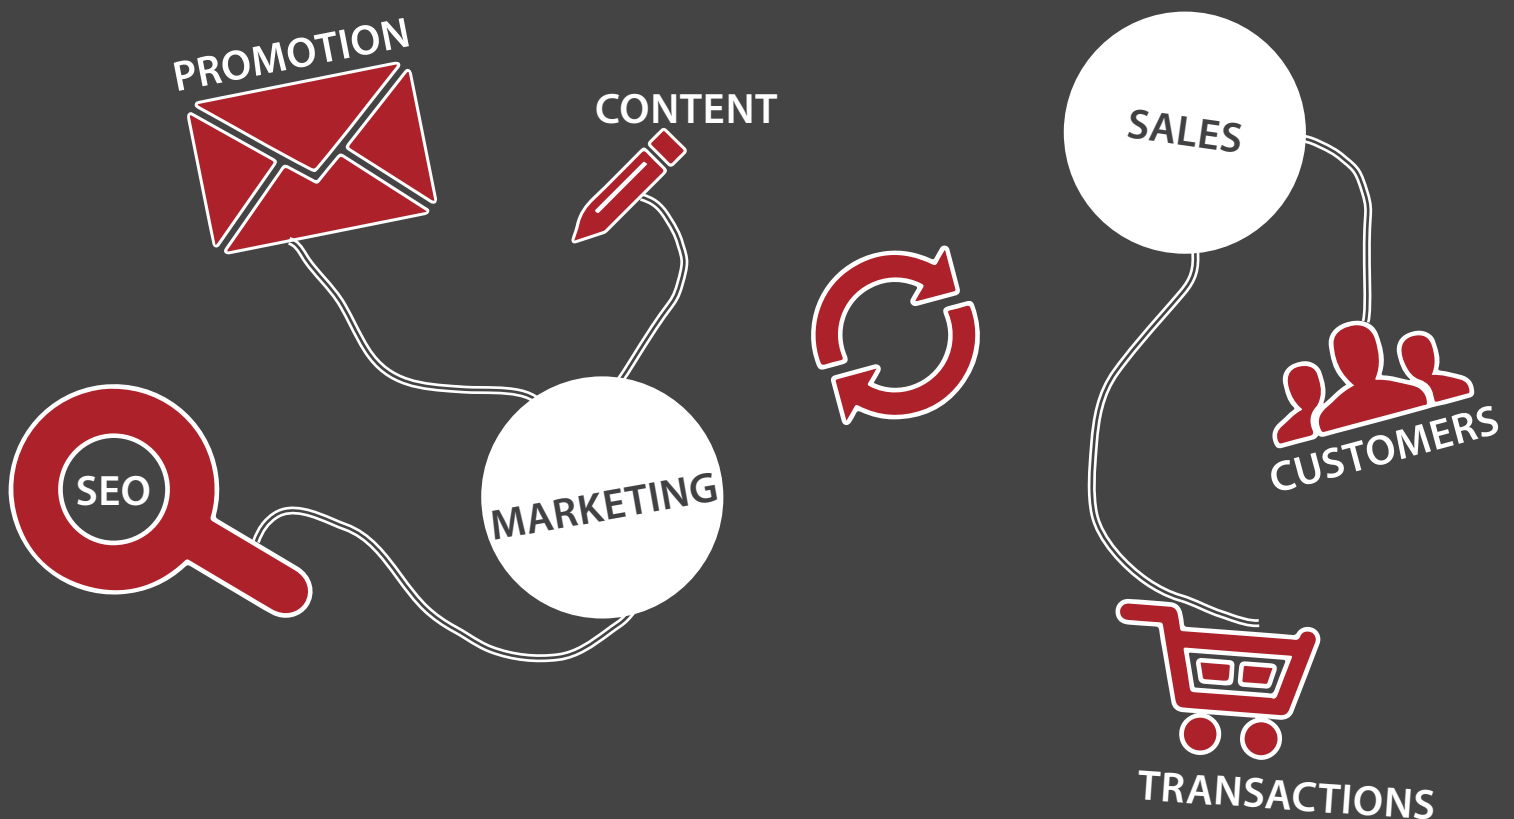 PROMOTION
CONTENT
SALES
SEO
MARKETING
CUSTOMERS
TRANSACTIONS